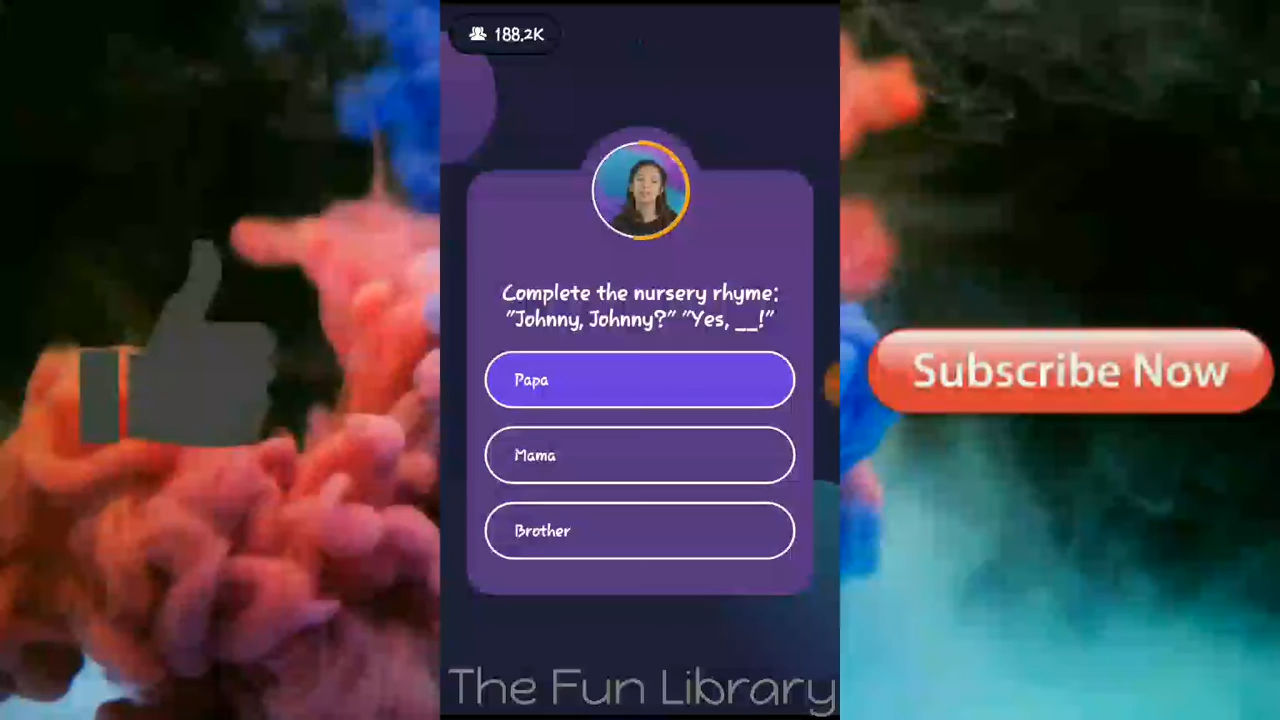 188.2K
Complete the nursery rhyme:
"Johnny, Johnny?" "Yes, __!"
Papa
Mama
Brother
Subscribe Now
The Fun Library